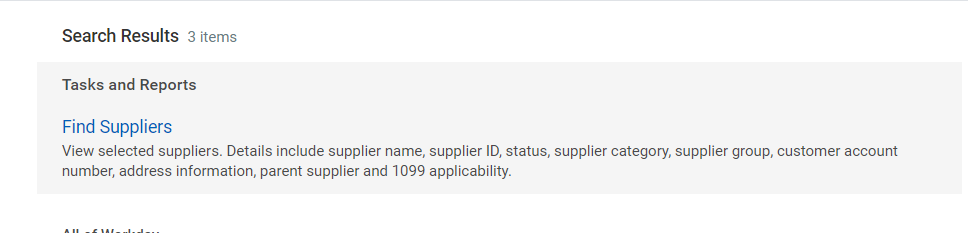 Search Results 3 items
Tasks and Reports
Find Suppliers
View selected suppliers. Details include supplier name, supplier ID, status, supplier category, supplier group, customer account
number, address information, parent supplier and 1099 applicability.
All of Workday